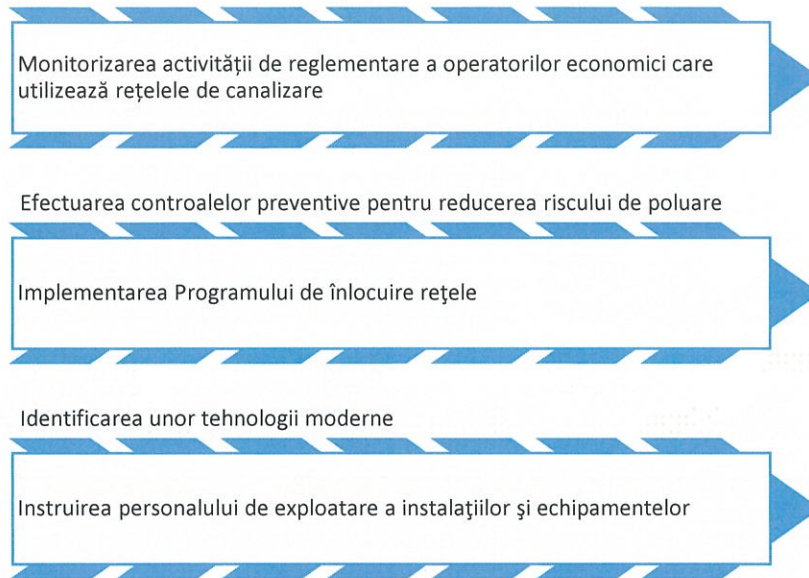 Monitorizarea activității de reglementare a operatorilor economici care
utilizează rețelele de canalizare
Efectuarea controalelor preventive pentru reducerea riscului de poluare
Implementarea Programului de înlocuire reţele
Identificarea unor tehnologii moderne
Instruirea personalului de exploatare a instalaţiilor şi echipamentelor